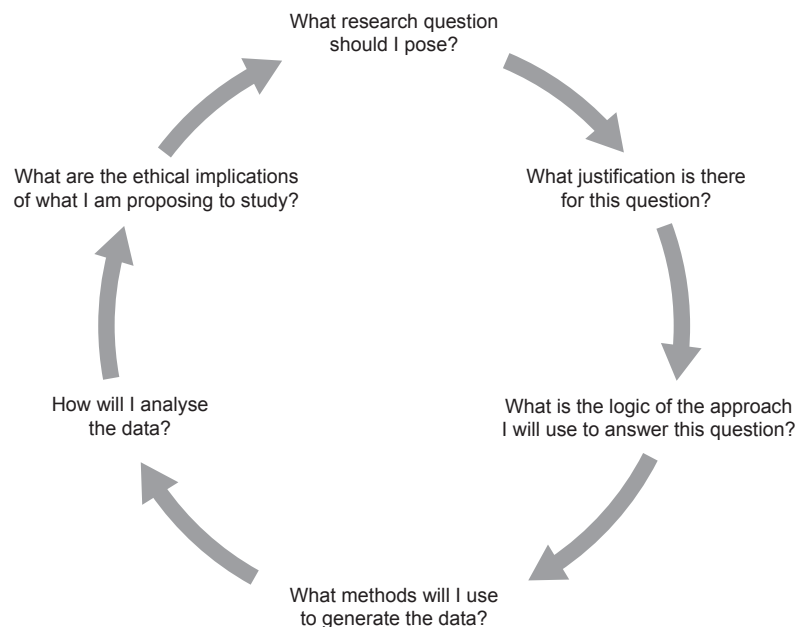 What research question
should I pose?
What justification is there
for this question?
What is the logic of the approach
I will use to answer this question?
What methods will I use
to generate the data?
How will I analyse
the data?
What are the ethical implications
of what I am proposing to study?